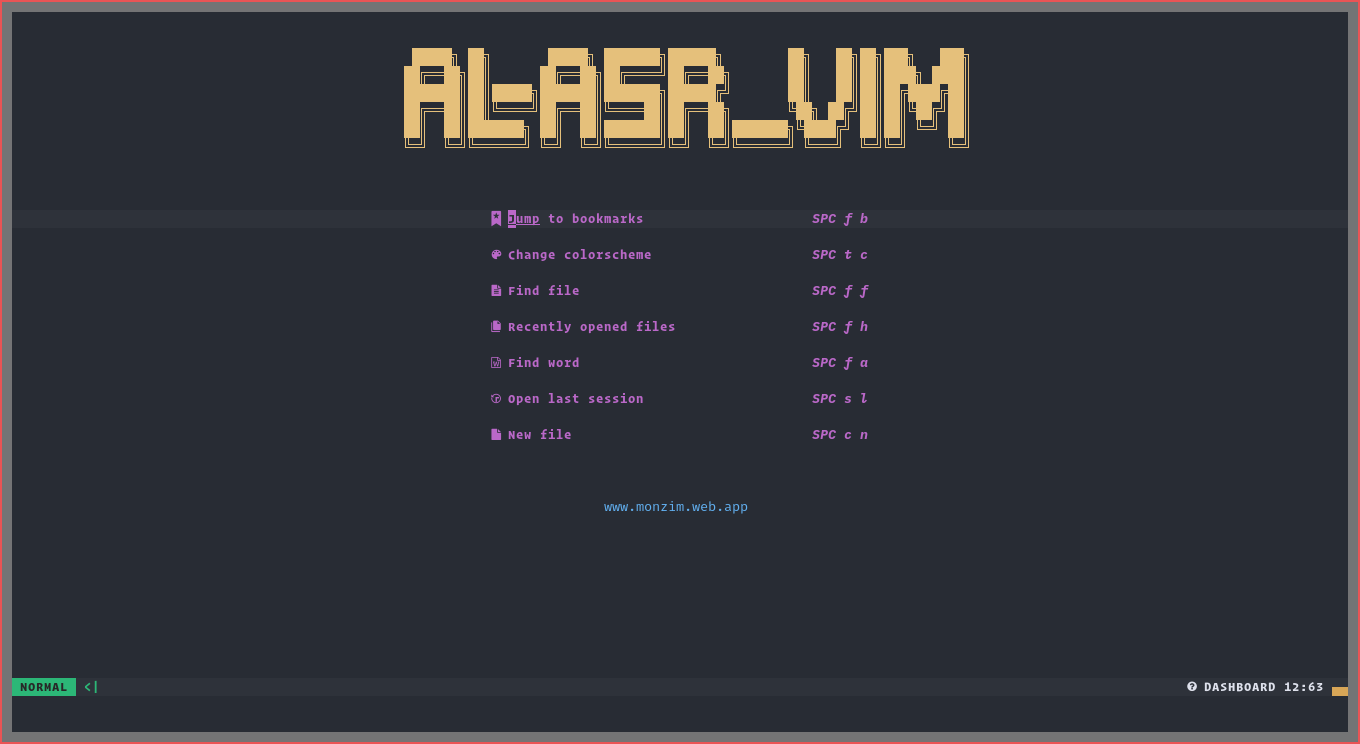 AL-ASR_VIM
Jump to bookmarks SPC f b
Change colorscheme SPC t c
Find file SPC f f
Recently opened files SPC f h
Find word SPC f a
Open last session SPC s l
New file SPC c n
www.monzim.web.app
NORMAL <| DASHBOARD 12:63